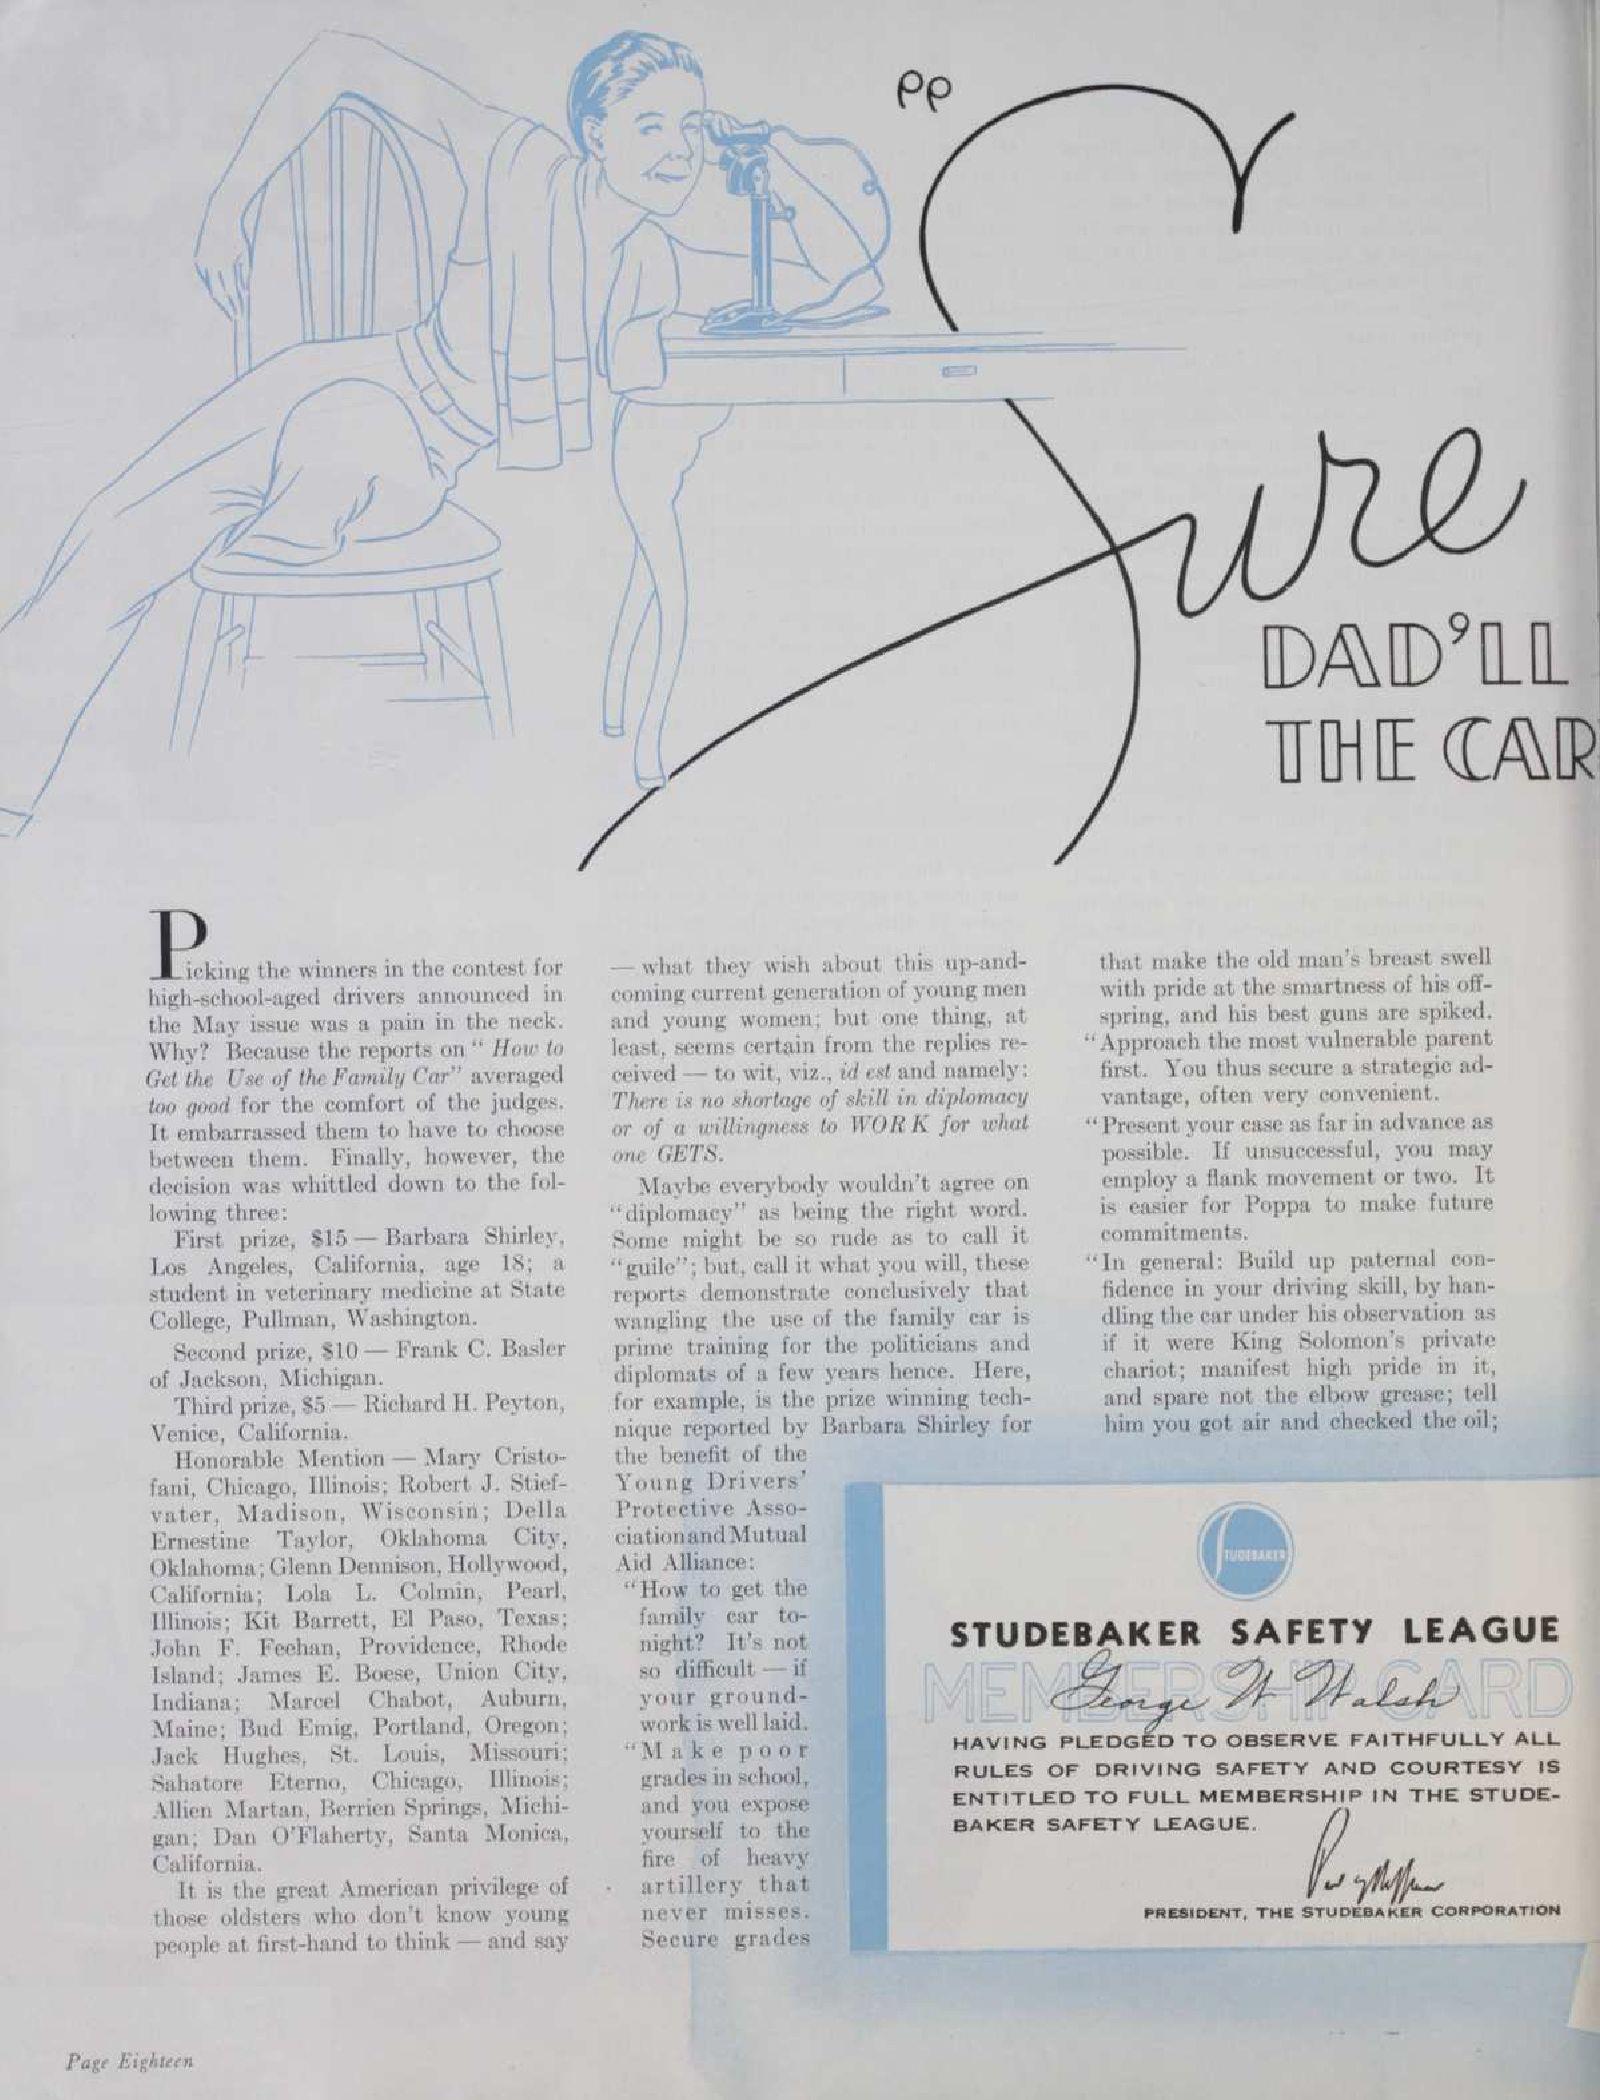 “Sure
DAD’LL
THE CAR
Picking the winners in the contest for
high-school-aged drivers announced in
the May issue was a pain in the neck.
Why? Because the reports on “How to
Get the Use of the Family Car” averaged
too good for the comfort of the judges.
It embarrassed them to have to choose
between them. Finally, however, the
decision was whittled down to the fol-
lowing three:
First prize, $15 — Barbara Shirley,
Los Angeles, California, age 18; a
student in veterinary medicine at State
College, Pullman, Washington.
Second prize, $10 — Frank C. Basler
of Jackson, Michigan.
Third prize, $5 — Richard H. Peyton,
Venice, California.
Honorable Mention — Mary Cristo-
fani, Chicago, Illinois; Robert J. Stief-
vater, Madison, Wisconsin; Della
Ernestine Taylor, Oklahoma City,
Oklahoma; Glenn Dennison, Hollywood,
California; Lola L. Colmin, Pearl,
Illinois; Kit Barrett, El Paso, Texas;
John F. Feehan, Providence, Rhode
Island; James E. Boese, Union City,
Indiana; Marcel Chabot, Auburn,
Maine; Bud Emig, Portland, Oregon;
Jack Hughes, St. Louis, Missouri;
Sahatore Eterno, Chicago, Illinois;
Allien Martan, Berrien Springs, Michi-
gan; Dan O’Flaherty, Santa Monica,
California.
It is the great American privilege of
those oldsters who don’t know young
people at first-hand to think — and say
— what they wish about this up-and-
coming current generation of young men
and young women; but one thing, at
least, seems certain from the replies re-
ceived — to wit, viz., id est and namely:
There is no shortage of skill in diplomacy
or of a willingness to WORK for what
one GETS.
Maybe everybody wouldn’t agree on
“diplomacy” as being the right word.
Some might be so rude as to call it
“guile”; but, call it what you will, these
reports demonstrate conclusively that
wangling the use of the family car is
prime training for the politicians and
diplomats of a few years hence. Here,
for example, is the prize winning tech-
nique reported by Barbara Shirley for
the benefit of the
Young Drivers’
Protective Asso-
ciation and Mutual
Aid Alliance:
“How to get the
family car to-
night? It’s not
so difficult — if
your ground-
work is well laid.
“Make poor
grades in school,
and you expose
yourself to the
fire of heavy
artillery that
never misses.
Secure grades
that make the old man’s breast swell
with pride at the smartness of his off-
spring, and his best guns are spiked.
“Approach the most vulnerable parent
first. You thus secure a strategic ad-
vantage, often very convenient.
“Present your case as far in advance as
possible. If unsuccessful, you may
employ a flank movement or two. It
is easier for Poppa to make future
commitments.
“In general: Build up paternal con-
fidence in your driving skill, by han-
dling the car under his observation as
if it were King Solomon’s private
chariot; manifest high pride in it,
and spare not the elbow grease; tell
him you got air and checked the oil;
STUDEBAKER
STUDEBAKER SAFETY LEAGUE
MEMBERSHIP CARD
George W Walsh
HAVING PLEDGED TO OBSERVE FAITHFULLY ALL
RULES OF DRIVING SAFETY AND COURTESY IS
ENTITLED TO FULL MEMBERSHIP IN THE STUDE-
BAKER SAFETY LEAGUE.
PRESIDENT, THE STUDEBAKER CORPORATION
Page Eighteen